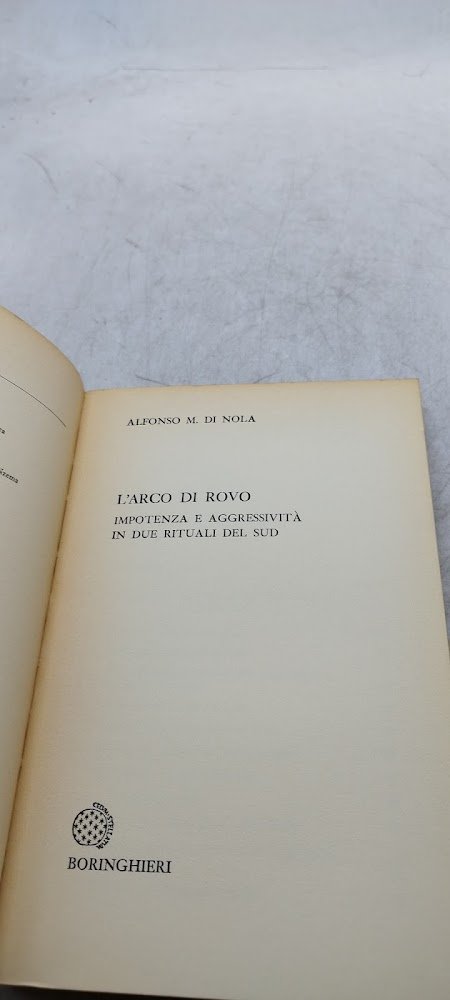 ALFONSO M. DI NOLA
L'ARCO DI ROVO
IMPOTENZA E AGGRESSIVITÀ
IN DUE RITUALI DEL SUD
BORINGHIERI